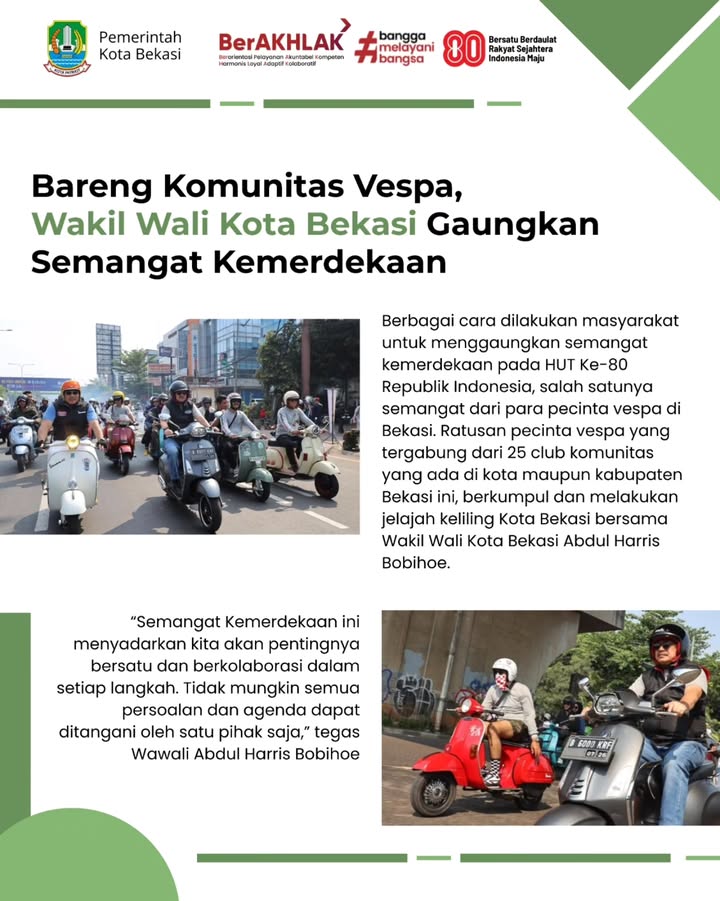 Pemerintah
Kota Bekasi
KOTA PATRIOT
BerAKHLAK
Berorientasi Pelayanan Akuntabel Kompeten
Harmonis Loyal Adaptif Kolaboratif
#bangga
melayani
bangsa
80
Bersatu Berdaulat
Rakyat Sejahtera
Indonesia Maju
Bareng Komunitas Vespa,
Wakil Wali Kota Bekasi Gaungkan
Semangat Kemerdekaan
Berbagai cara dilakukan masyarakat
untuk menggaungkan semangat
kemerdekaan pada HUT Ke-80
Republik Indonesia, salah satunya
semangat dari para pecinta vespa di
Bekasi. Ratusan pecinta vespa yang
tergabung dari 25 club komunitas
yang ada di kota maupun kabupaten
Bekasi ini, berkumpul dan melakukan
jelajah keliling Kota Bekasi bersama
Wakil Wali Kota Bekasi Abdul Harris
Bobihoe.
“Semangat Kemerdekaan ini
menyadarkan kita akan pentingnya
bersatu dan berkolaborasi dalam
setiap langkah. Tidak mungkin semua
persoalan dan agenda dapat
ditangani oleh satu pihak saja,” tegas
Wawali Abdul Harris Bobihoe
B 6000 KRF